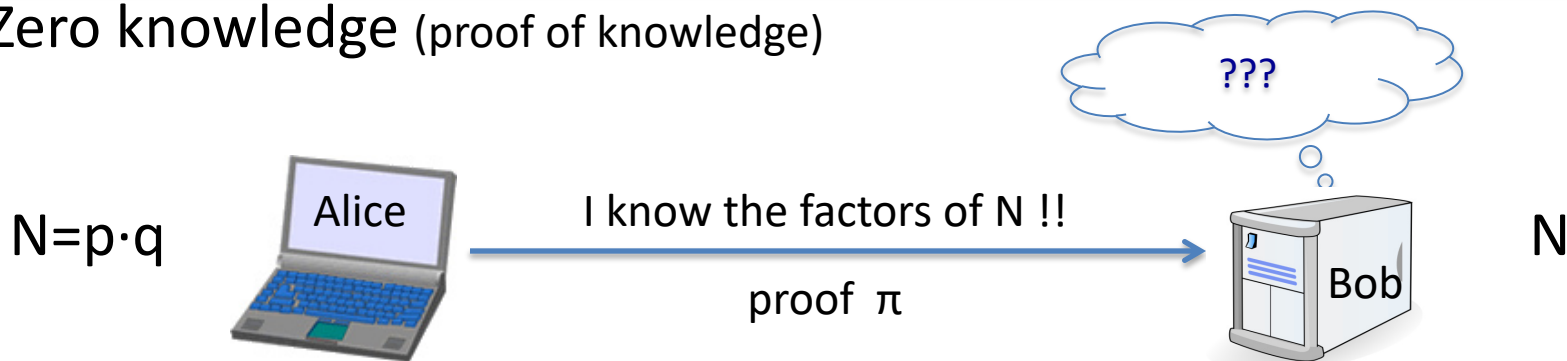 Zero knowledge (proof of knowledge)
???
N=p·q
Alice
I know the factors of N !!
proof π
Bob
N